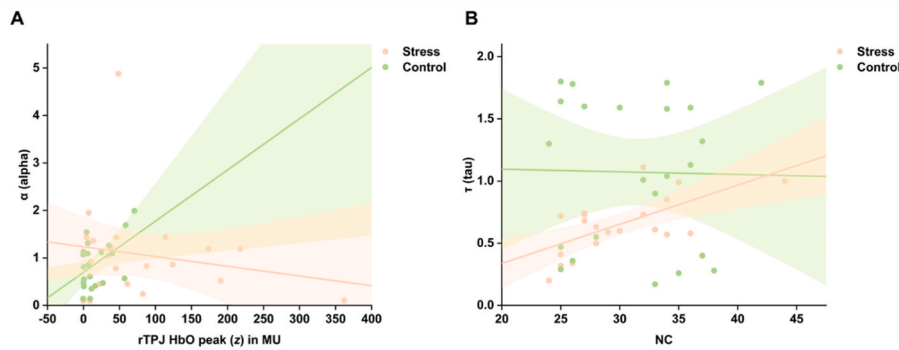 A
B
Stress
Control
Stress
Control
α (alpha)
5
4
3
2
1
0
-50 0 50 100 150 200 250 300 350 400
rTPJ HbO peak (z) in MU
τ (tau)
2.0
1.5
1.0
0.5
0.0
20 25 30 35 40 45
NC